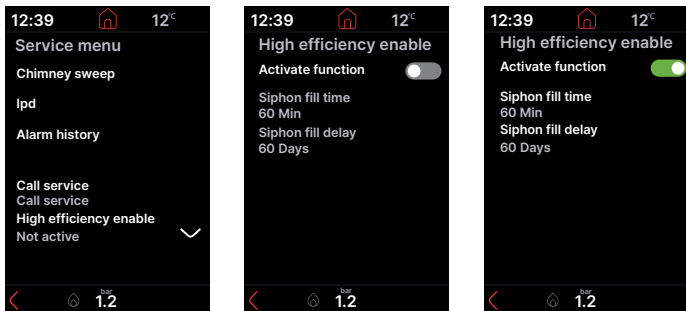 12:39 12°C
Service menu
Chimney sweep
lpd
Alarm history
Call service
Call service
High efficiency enable
Not active
bar
1.2
12:39 12°C
High efficiency enable
Activate function
Siphon fill time
60 Min
Siphon fill delay
60 Days
bar
1.2
12:39 12°C
High efficiency enable
Activate function
Siphon fill time
60 Min
Siphon fill delay
60 Days
bar
1.2